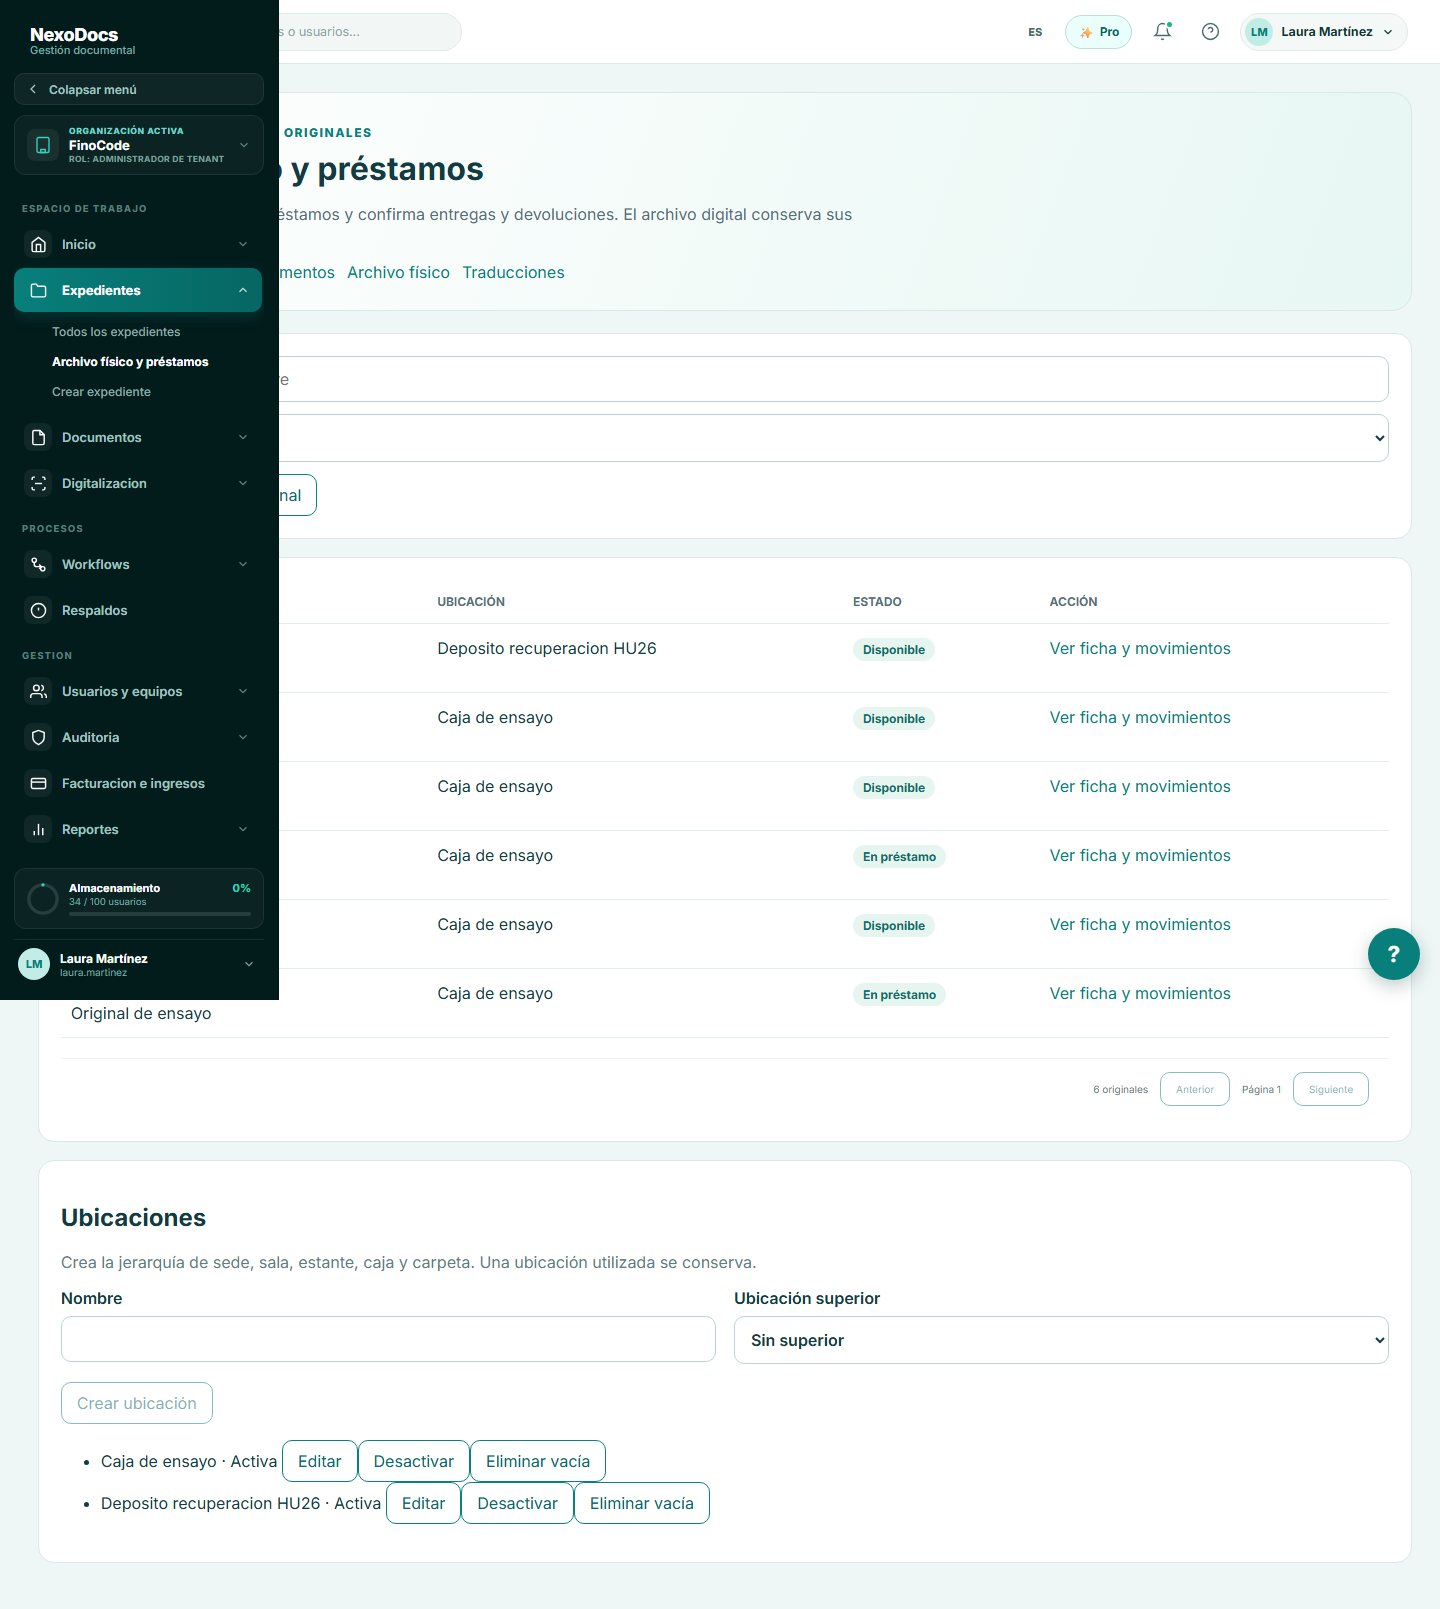 NexoDocs
Gestión documental
Colapsar menú
ORGANIZACIÓN ACTIVA
FinoCode
ROL: ADMINISTRADOR DE TENANT
ESPACIO DE TRABAJO
Inicio
Expedientes
Todos los expedientes
Archivo físico y préstamos
Crear expediente
Documentos
Digitalizacion
PROCESOS
Workflows
Respaldos
GESTION
Usuarios y equipos
Auditoria
Facturacion e ingresos
Reportes
Almacenamiento 0%
34 / 100 usuarios
LM Laura Martínez
laura.martinez
o usuarios...
ES
Pro
LM Laura Martínez
ORIGINALES
y préstamos
y confirma entregas y devoluciones. El archivo digital conserva sus
Archivo físico Traducciones
UBICACIÓN ESTADO ACCIÓN
Deposito recuperacion HU26 Disponible Ver ficha y movimientos
Caja de ensayo Disponible Ver ficha y movimientos
Caja de ensayo Disponible Ver ficha y movimientos
Caja de ensayo En préstamo Ver ficha y movimientos
Caja de ensayo Disponible Ver ficha y movimientos
Caja de ensayo En préstamo Ver ficha y movimientos
Original de ensayo
?
6 originales Anterior Página 1 Siguiente
Ubicaciones
Crea la jerarquía de sede, sala, estante, caja y carpeta. Una ubicación utilizada se conserva.
Nombre Ubicación superior
Sin superior
Crear ubicación
• Caja de ensayo · Activa Editar Desactivar Eliminar vacía
• Deposito recuperacion HU26 · Activa Editar Desactivar Eliminar vacía